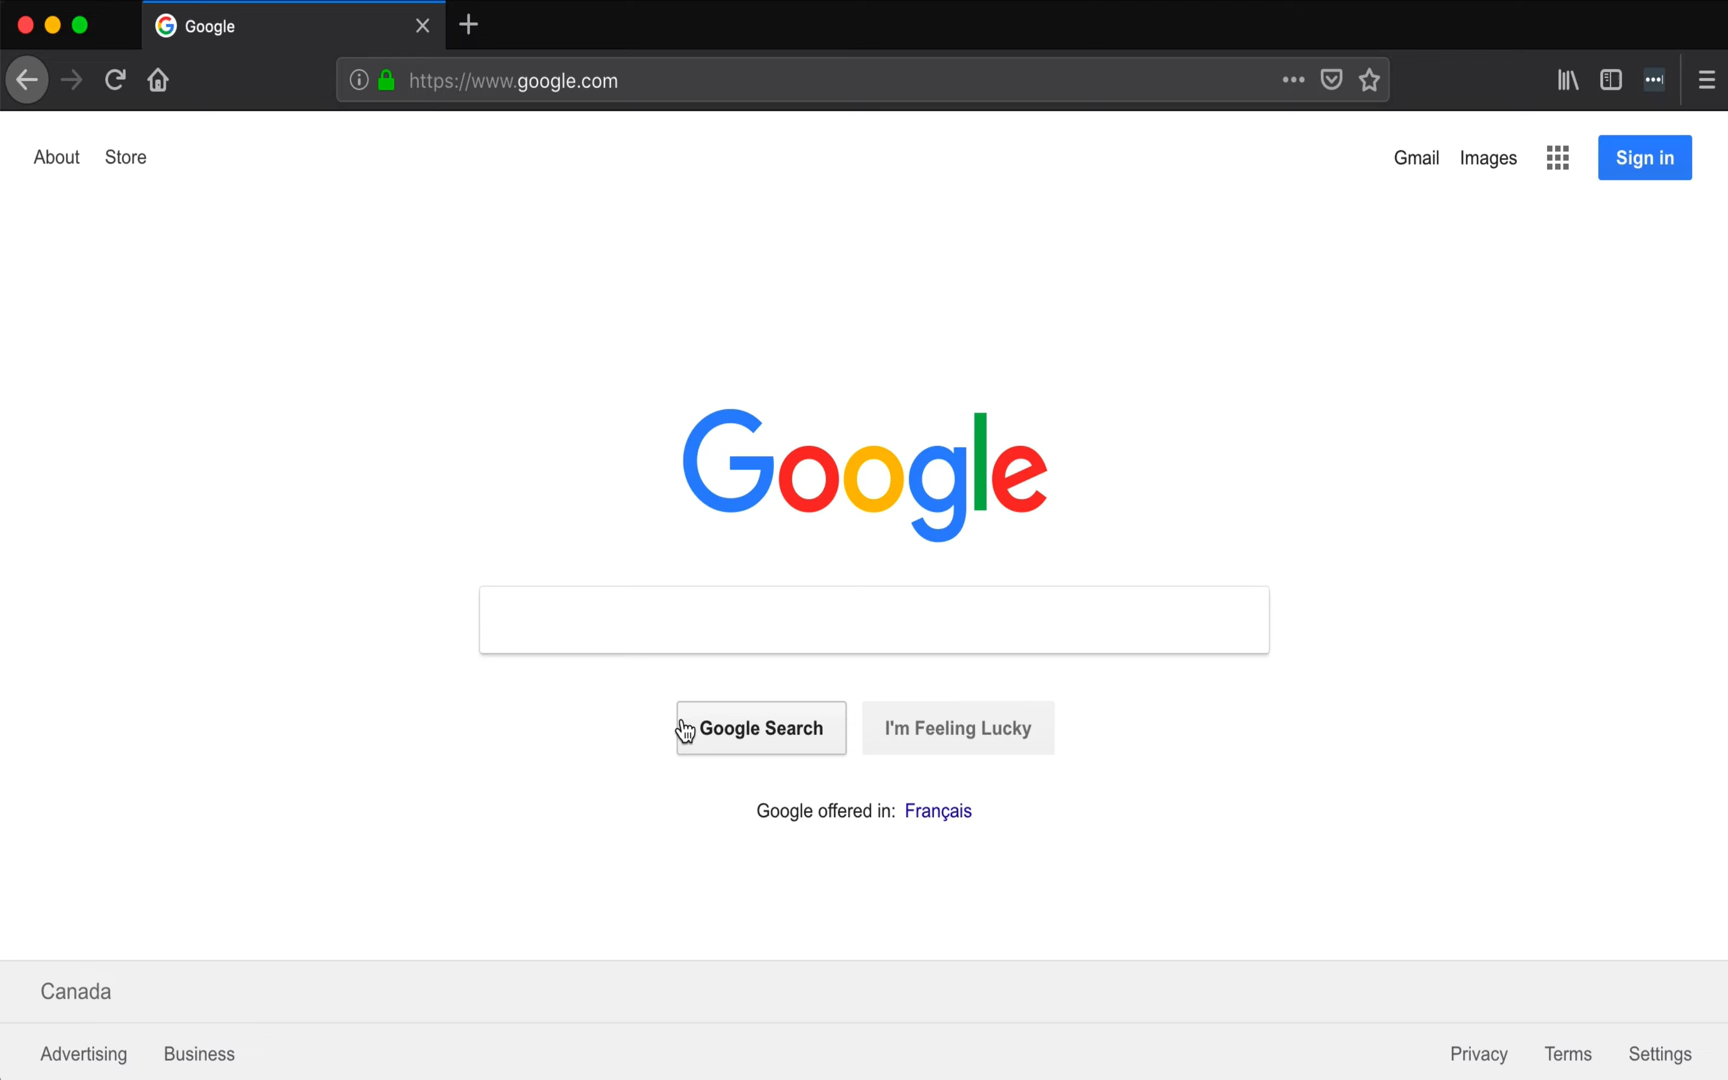 Google
https://www.google.com
About Store
Gmail Images Sign in
Google
Google Search I'm Feeling Lucky
Google offered in: Français
Canada
Advertising Business
Privacy Terms Settings